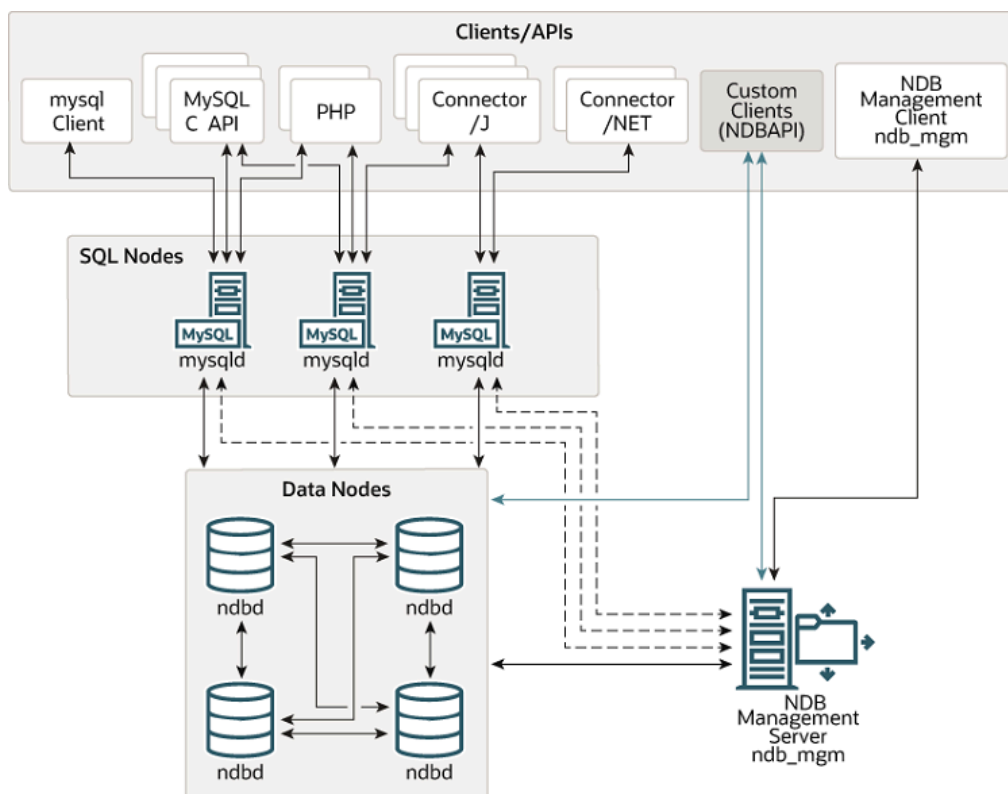 Clients/APIs
mysql
Client
MySQL
C API
PHP
Connector
/J
Connector
/NET
Custom
Clients
(NDBAPI)
NDB
Management
Client
ndb_mgm
SQL Nodes
MySQL
mysqld
MySQL
mysqld
MySQL
mysqld
Data Nodes
ndbd
ndbd
ndbd
ndbd
NDB
Management
Server
ndb_mgm